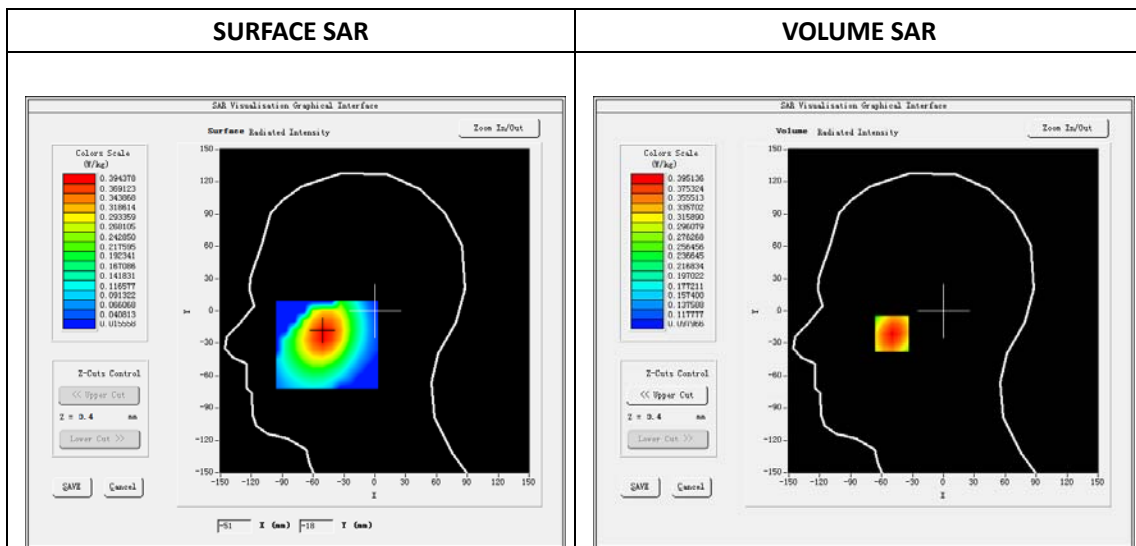 SURFACE SAR
VOLUME SAR
SAR Visualisation Graphical Interface
Surface Radiated Intensity
Zoom In/Out
Colors Scale
(W/kg)
0.394378
0.369123
0.343868
0.318614
0.293359
0.268105
0.242850
0.217595
0.192341
0.167086
0.141831
0.116577
0.091322
0.066068
0.040813
0.015558
Z-Cuts Control
<< Upper Cut
Z = 3.4 mm
Lower Cut >>
SAVE
Cancel
150
120
90
60
30
0
-30
-60
-90
-120
-150
Y
-150 -120 -90 -60 -30 0 30 60 90 120 150
X
-51 X (mm) -18 Y (mm)
SAR Visualisation Graphical Interface
Volume Radiated Intensity
Zoom In/Out
Colors Scale
(W/kg)
0.395136
0.375324
0.355513
0.335702
0.315890
0.296079
0.276268
0.256456
0.236645
0.216834
0.197022
0.177211
0.157400
0.137588
0.117777
0.097966
Z-Cuts Control
<< Upper Cut
Z = 3.4 mm
Lower Cut >>
SAVE
Cancel
150
120
90
60
30
0
-30
-60
-90
-120
-150
Y
-150 -120 -90 -60 -30 0 30 60 90 120 150
X